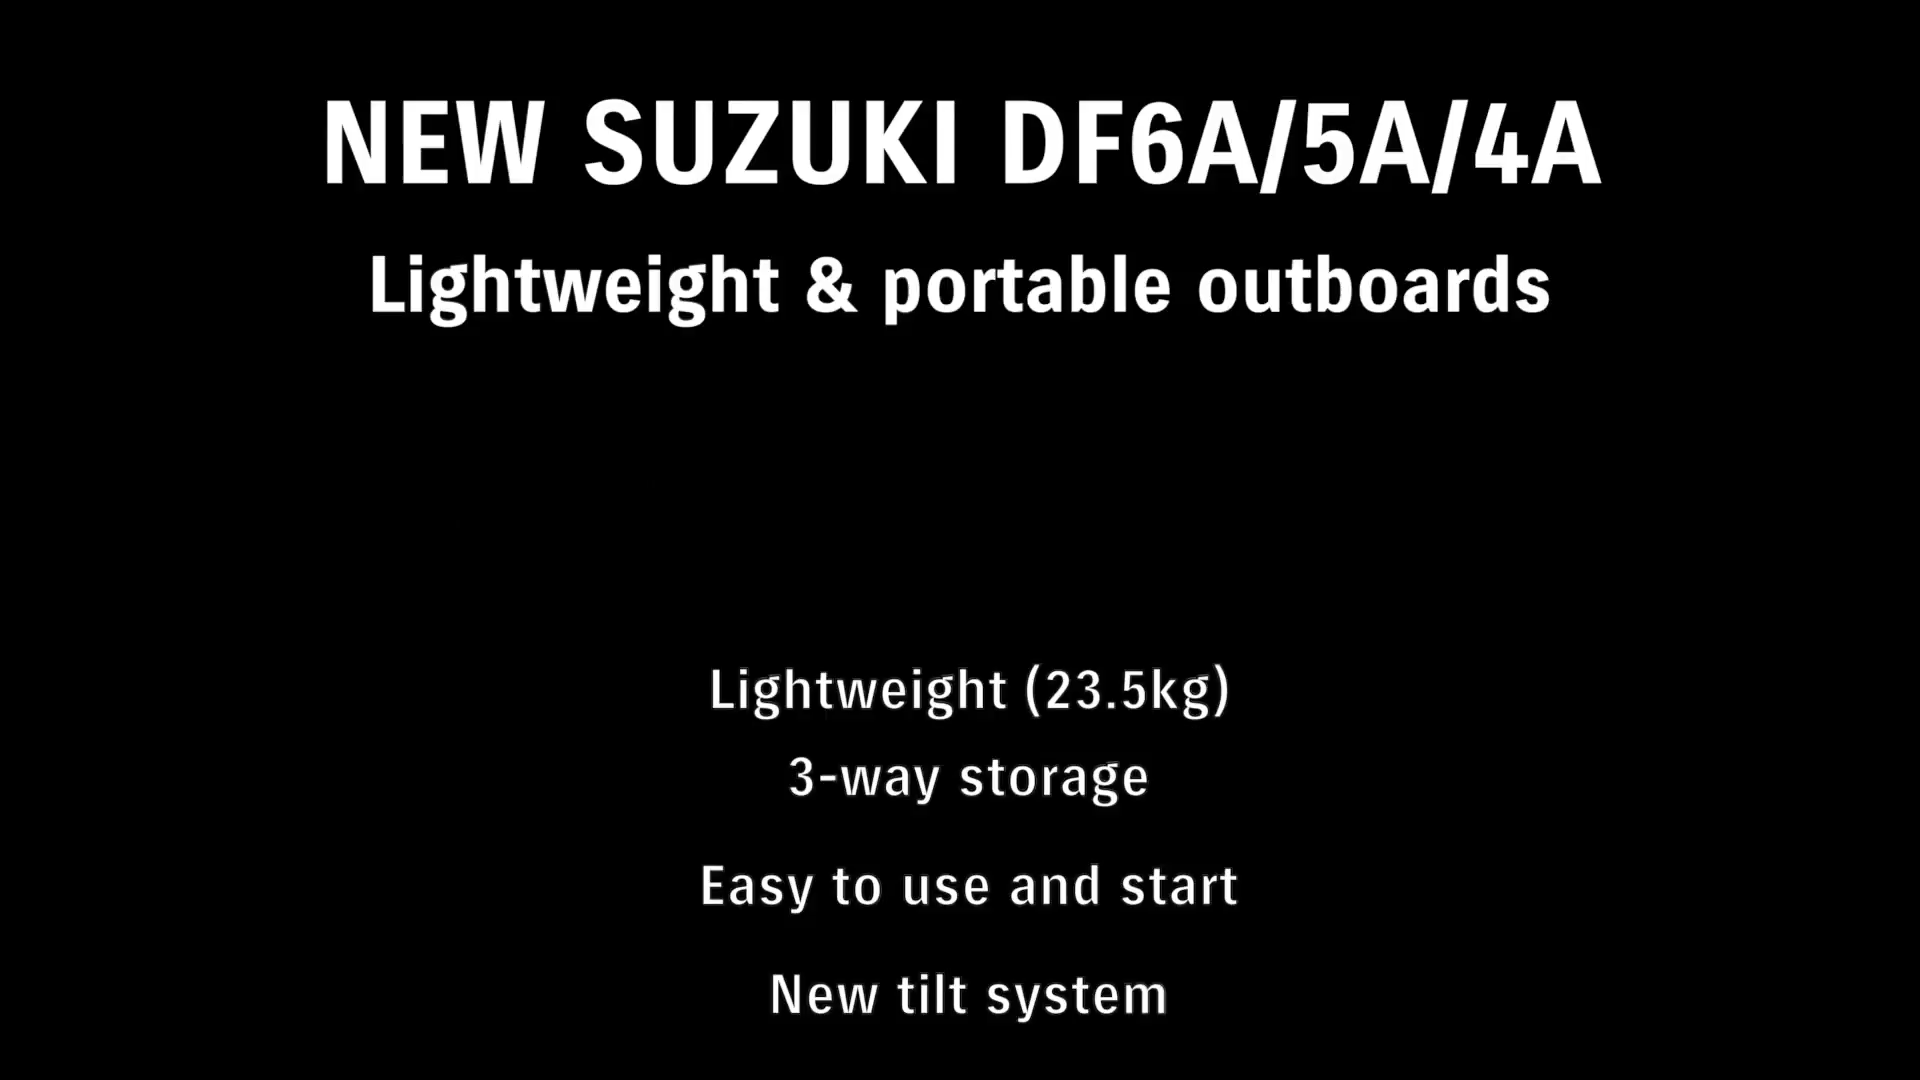 NEW SUZUKI DF6A/5A/4A
Lightweight & portable outboards
Lightweight (23.5kg)
3-way storage
Easy to use and start
New tilt system